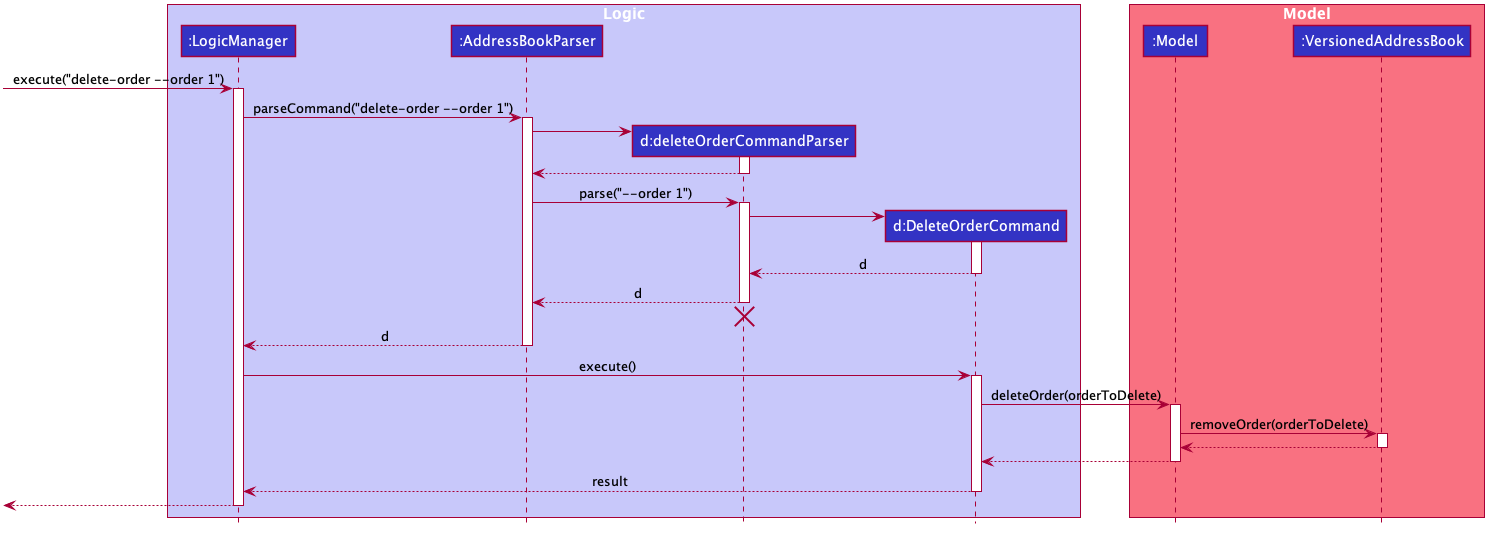 Logic
Model
:LogicManager
:AddressBookParser
:Model
:VersionedAddressBook
execute("delete-order --order 1")
parseCommand("delete-order --order 1")
d:deleteOrderCommandParser
parse("--order 1")
d:DeleteOrderCommand
d
d
d
execute()
deleteOrder(orderToDelete)
removeOrder(orderToDelete)
result